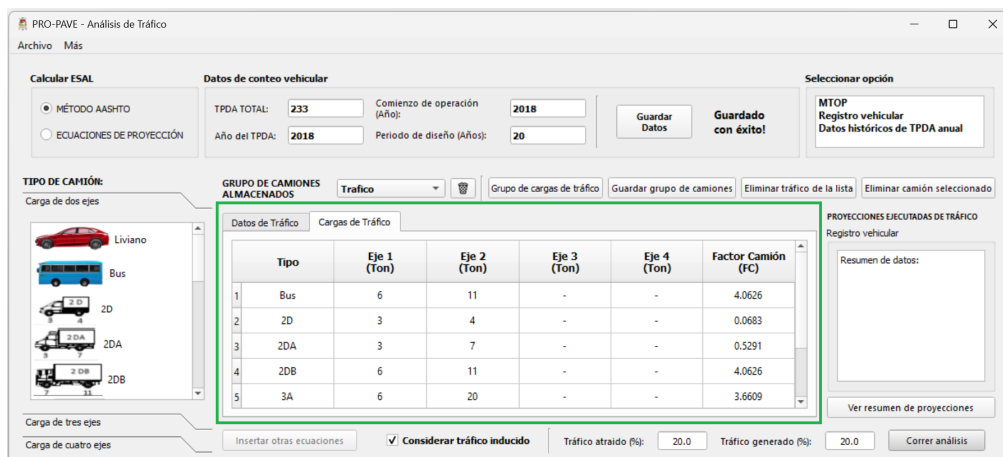 PRO-PAVE - Análisis de Tráfico
Archivo Más
Calcular ESAL
MÉTODO AASHTO
ECUACIONES DE PROYECCIÓN
Datos de conteo vehicular
TPDA TOTAL: 233
Comienzo de operación (Año): 2018
Año del TPDA: 2018
Periodo de diseño (Años): 20
Guardar
Datos
Guardado
con éxito!
Seleccionar opción
MTOP
Registro vehicular
Datos históricos de TPDA anual
TIPO DE CAMIÓN:
Carga de dos ejes
Liviano
Bus
2D
3 4
2D
2DA
3 7
2DA
2DB
7 11
2DB
Carga de tres ejes
Carga de cuatro ejes
GRUPO DE CAMIONES
ALMACENADOS
Trafico
Grupo de cargas de tráfico
Guardar grupo de camiones
Eliminar tráfico de la lista
Eliminar camión seleccionado
Datos de Tráfico
Cargas de Tráfico
Tipo Eje 1 (Ton) Eje 2 (Ton) Eje 3 (Ton) Eje 4 (Ton) Factor Camión (FC)
1 Bus 6 11 - - 4.0626
2 2D 3 4 - - 0.0683
3 2DA 3 7 - - 0.5291
4 2DB 6 11 - - 4.0626
5 3A 6 20 - - 3.6609
PROYECCIONES EJECUTADAS DE TRÁFICO
Registro vehicular
Resumen de datos:
Ver resumen de proyecciones
Insertar otras ecuaciones
Considerar tráfico inducido
Tráfico atraido (%): 20.0
Tráfico generado (%): 20.0
Correr análisis